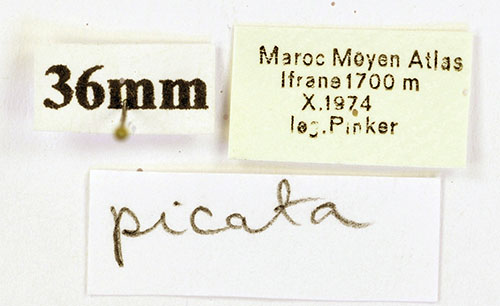 36mm
Maroc Moyen Atlas
Ifrane 1700 m
X.1974
leg. Pinker
picata